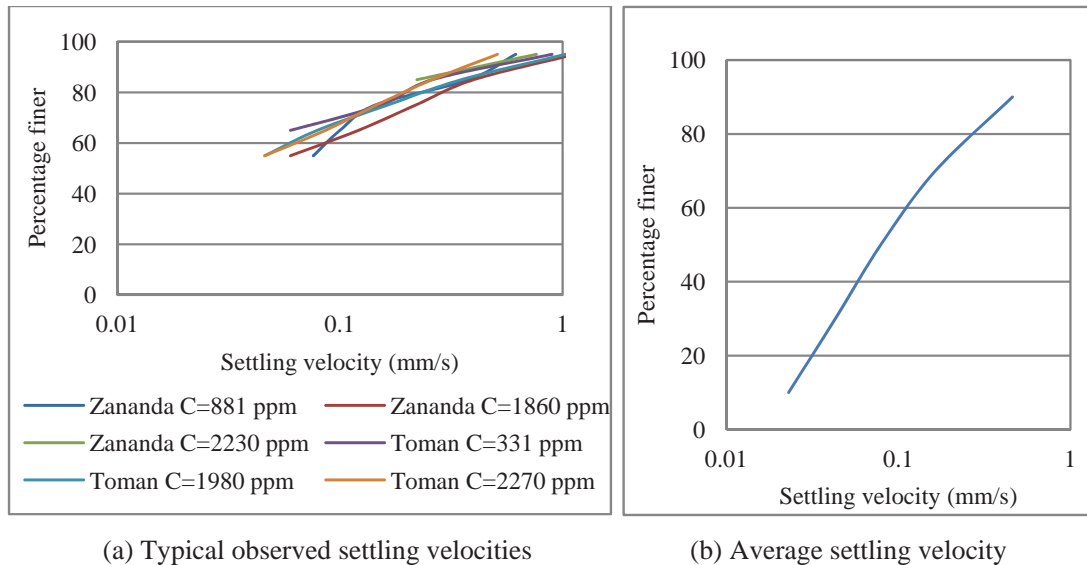 Percentage finer
100
80
60
40
20
0
0.01 0.1 1
Settling velocity (mm/s)
Zananda C=881 ppm Zananda C=1860 ppm
Zananda C=2230 ppm Toman C=331 ppm
Toman C=1980 ppm Toman C=2270 ppm
(a) Typical observed settling velocities
Percentage finer
100
80
60
40
20
0
0.01 0.1 1
Settling velocity (mm/s)
(b) Average settling velocity